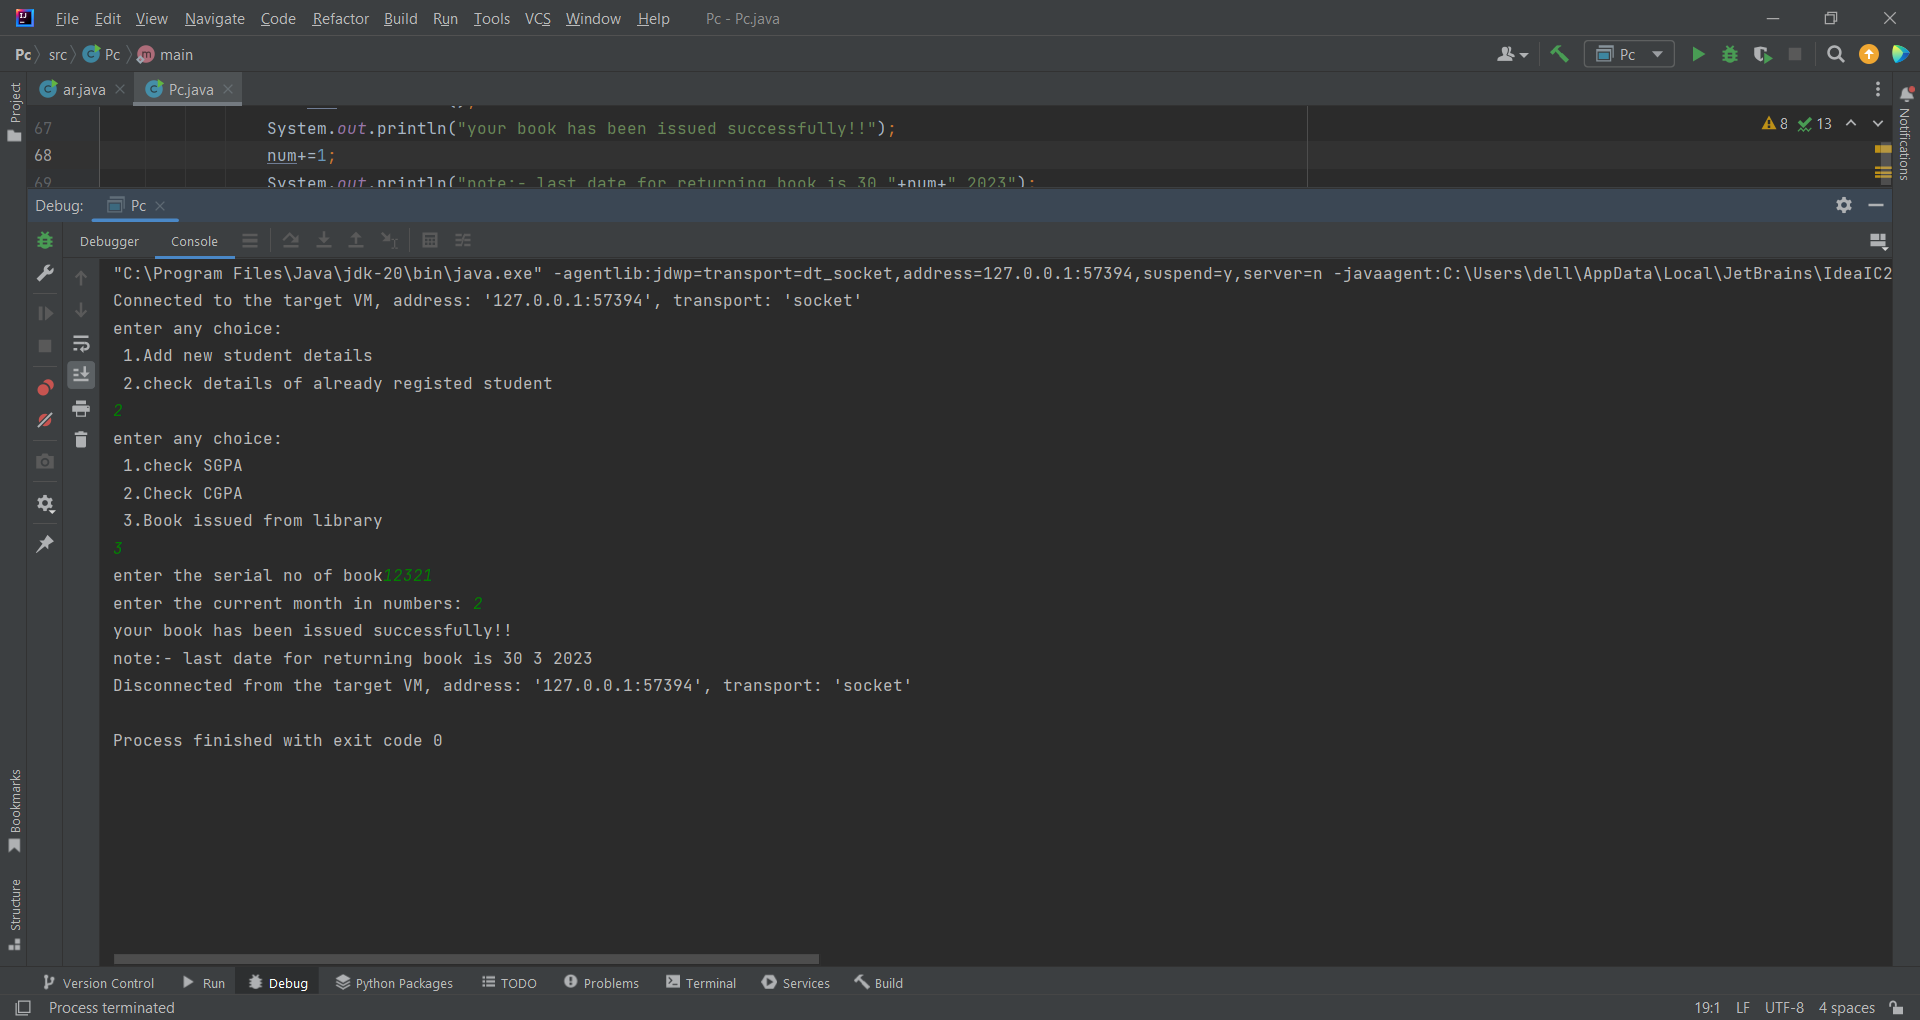 File Edit View Navigate Code Refactor Build Run Tools VCS Window Help Pc - Pc.java
Pc src Pc main
Pc
ar.java Pc.java
Project
Notifications
67 System.out.println("your book has been issued successfully!!");
8 13
68 num+=1;
69 System.out.println("note:- last date for returning book is 30 "+num+" 2023");
Debug: Pc
Debugger Console
"C:\Program Files\Java\jdk-20\bin\java.exe" -agentlib:jdwp=transport=dt_socket,address=127.0.0.1:57394,suspend=y,server=n -javaagent:C:\Users\dell\AppData\Local\JetBrains\IdeaIC2
Connected to the target VM, address: '127.0.0.1:57394', transport: 'socket'
enter any choice:
1.Add new student details
2.check details of already registed student
2
enter any choice:
1.check SGPA
2.Check CGPA
3.Book issued from library
3
enter the serial no of book12321
enter the current month in numbers: 2
your book has been issued successfully!!
note:- last date for returning book is 30 3 2023
Disconnected from the target VM, address: '127.0.0.1:57394', transport: 'socket'
Process finished with exit code 0
Bookmarks
Structure
Version Control Run Debug Python Packages TODO Problems Terminal Services Build
Process terminated 19:1 LF UTF-8 4 spaces